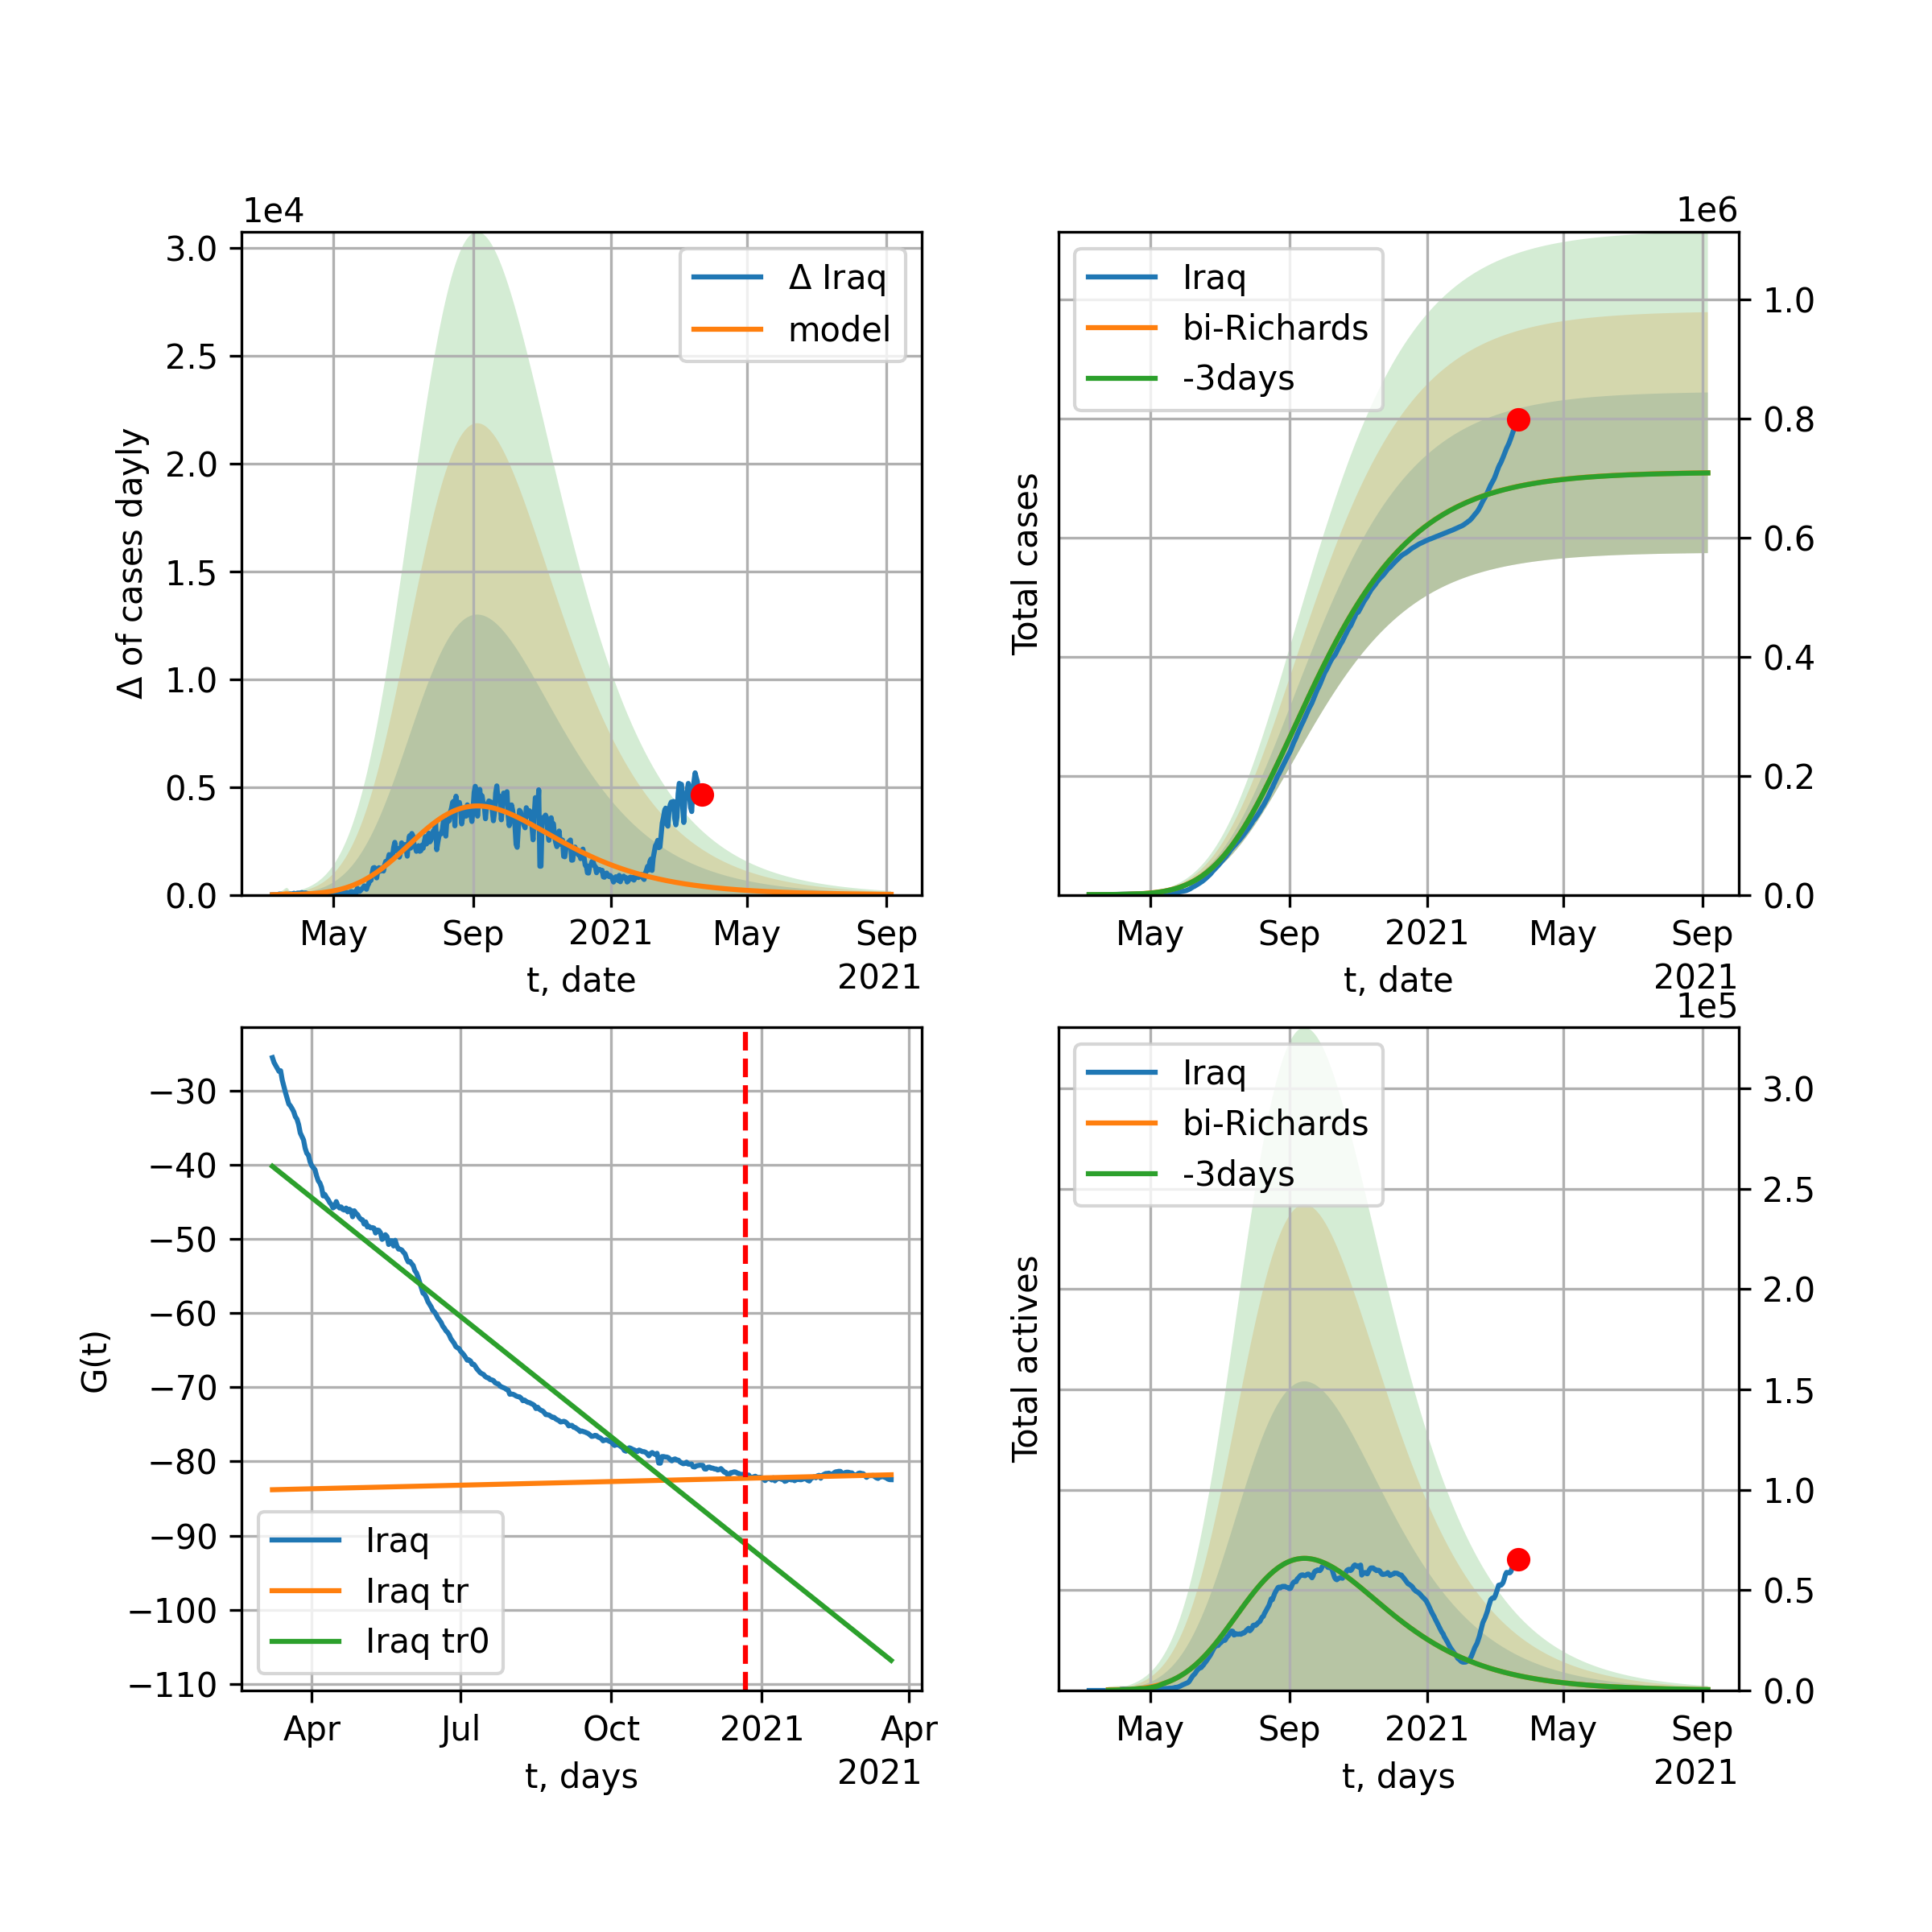 1e4
3.0
2.5
2.0
1.5
1.0
0.5
0.0
Δ of cases dayly
Δ Iraq
model
May Sep 2021 May Sep
2021
t, date
1e6
1.0
0.8
0.6
0.4
0.2
0.0
Total cases
Iraq
bi-Richards
-3days
May Sep 2021 May Sep
2021
t, date
−30
−40
−50
−60
−70
−80
−90
−100
−110
G(t)
Iraq
Iraq tr
Iraq tr0
Apr Jul Oct 2021 Apr
2021
t, days
1e5
3.0
2.5
2.0
1.5
1.0
0.5
0.0
Total actives
Iraq
bi-Richards
-3days
May Sep 2021 May Sep
2021
t, days